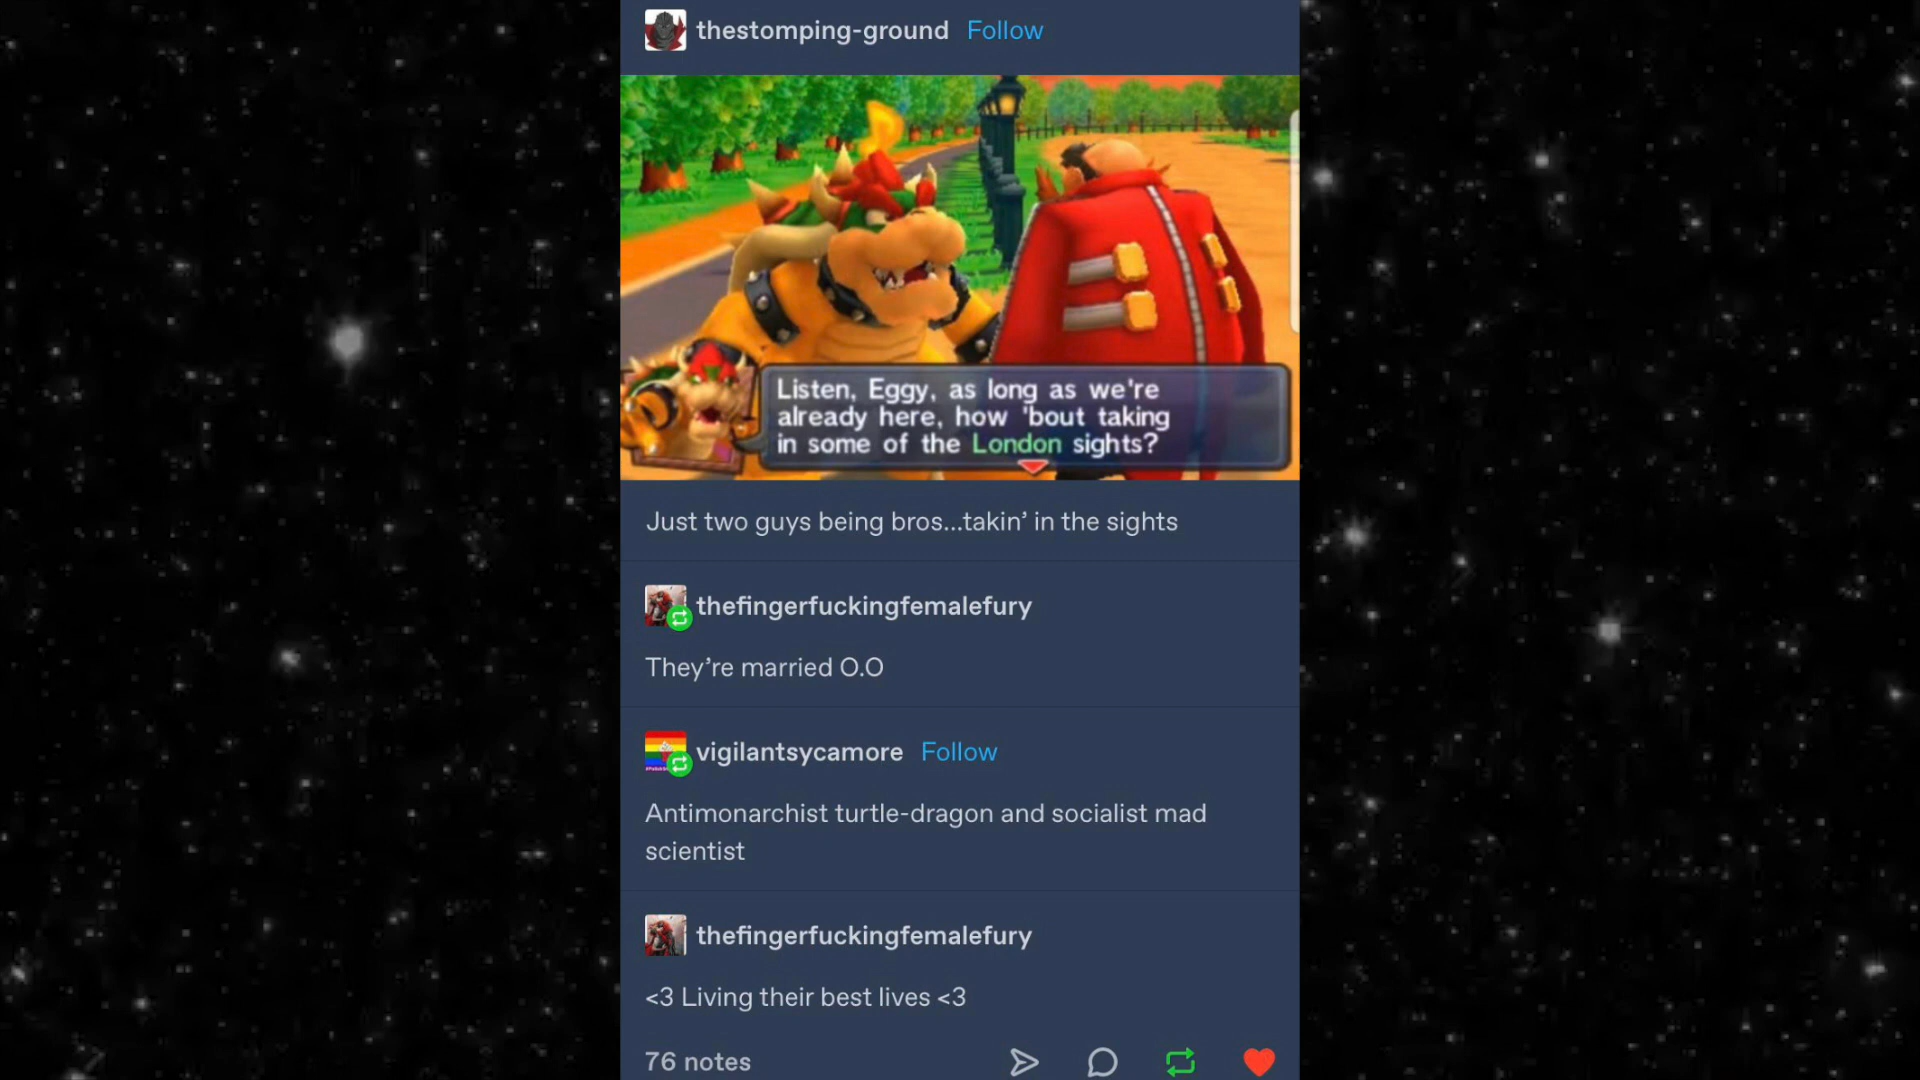 thestomping-ground Follow
Listen, Eggy, as long as we're
already here, how 'bout taking
in some of the London sights?
Just two guys being bros...takin’ in the sights
thefingerfuckingfemalefury
They’re married O.O
vigilantsycamore Follow
Antimonarchist turtle-dragon and socialist mad
scientist
thefingerfuckingfemalefury
<3 Living their best lives <3
76 notes